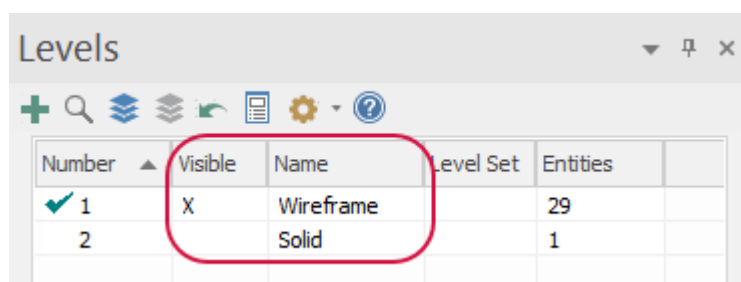 Levels
Number Visible Name Level Set Entities
1 X Wireframe 29
2 Solid 1